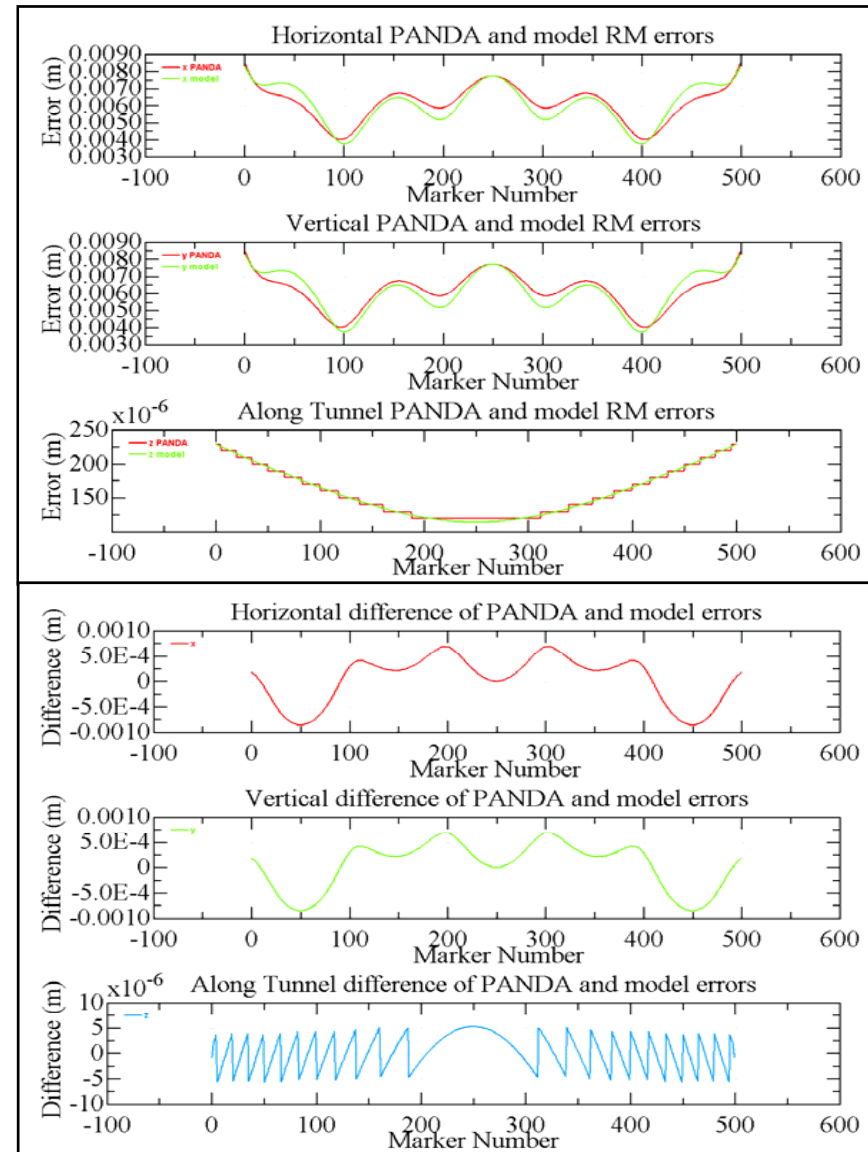 Horizontal PANDA and model RM errors
0.0090
0.0080
0.0070
0.0060
0.0050
0.0040
0.0030
Error (m)
x PANDA
x model
-100 0 100 200 300 400 500 600
Marker Number
Vertical PANDA and model RM errors
0.0090
0.0080
0.0070
0.0060
0.0050
0.0040
0.0030
Error (m)
y PANDA
y model
-100 0 100 200 300 400 500 600
Marker Number
Along Tunnel PANDA and model RM errors
x10-6
250
200
150
Error (m)
z PANDA
z model
-100 0 100 200 300 400 500 600
Marker Number
Horizontal difference of PANDA and model errors
0.0010
5.0E-4
0
-5.0E-4
-0.0010
Difference (m)
x
-100 0 100 200 300 400 500 600
Marker Number
Vertical difference of PANDA and model errors
0.0010
5.0E-4
0
-5.0E-4
-0.0010
Difference (m)
y
-100 0 100 200 300 400 500 600
Marker Number
Along Tunnel difference of PANDA and model errors
x10-6
10
5
0
-5
-10
Difference (m)
z
-100 0 100 200 300 400 500 600
Marker Number